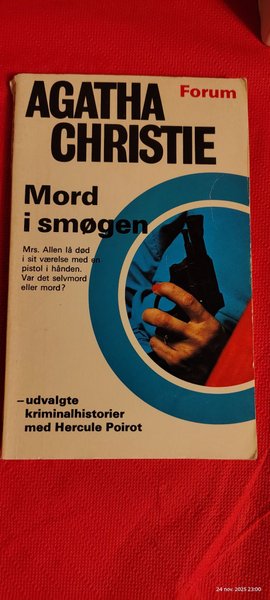 Forum
AGATHA
CHRISTIE
Mord
i smøgen
Mrs. Allen lå død
i sit værelse med en
pistol i hånden.
Var det selvmord
eller mord?
–udvalgte
kriminalhistorier
med Hercule Poirot
24 nov. 2025 23:00